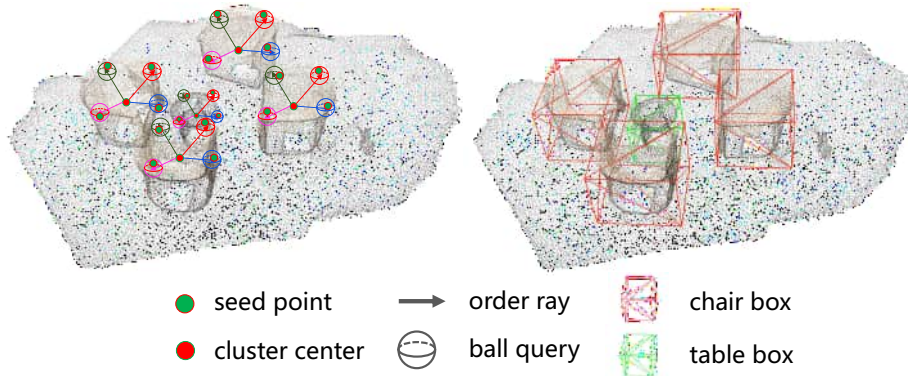 seed point
order ray
chair box
cluster center
ball query
table box